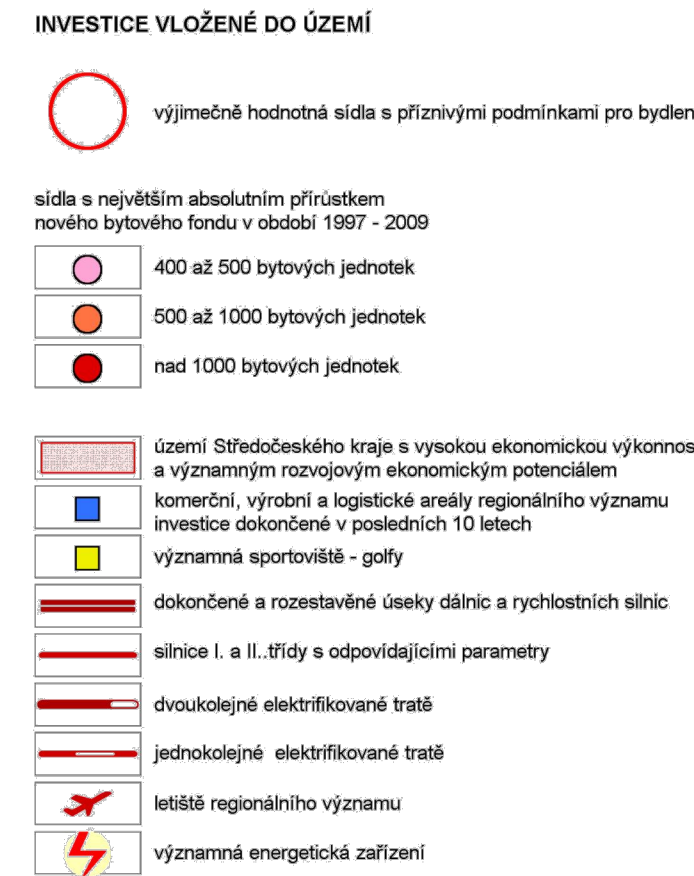 INVESTICE VLOŽENÉ DO ÚZEMÍ
výjimečně hodnotná sídla s příznivými podmínkami pro bydlen
sídla s největším absolutním přírůstkem
nového bytového fondu v období 1997 - 2009
400 až 500 bytových jednotek
500 až 1000 bytových jednotek
nad 1000 bytových jednotek
území Středočeského kraje s vysokou ekonomickou výkonnos
a významným rozvojovým ekonomickým potenciálem
komerční, výrobní a logistické areály regionálního významu
investice dokončené v posledních 10 letech
významná sportoviště - golfy
dokončené a rozestavěné úseky dálnic a rychlostních silnic
silnice I. a II..třídy s odpovídajícími parametry
dvoukolejné elektrifikované tratě
jednokolejné elektrifikované tratě
letiště regionálního významu
významná energetická zařízení